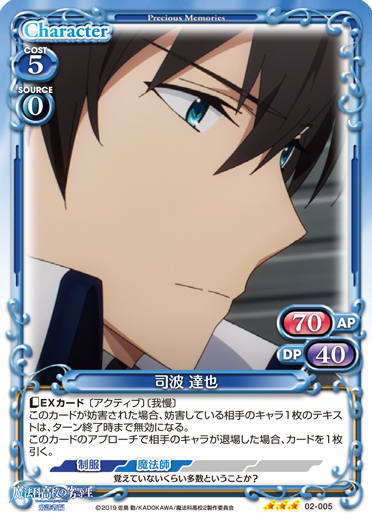 Precious Memories
Character
COST
5
SOURCE
0
70 AP
DP 40
司波 達也
EXカード〔アクティブ〕〔我慢〕
このカードが妨害された場合、妨害している相手のキャラ1枚のテキ
ストは、ターン終了時まで無効になる。
このカードのアプローチで相手のキャラが退場した場合、カードを1枚
引く。
制服 魔法師
覚えていないくらい多数ということか?
魔法科高校の劣等生
来訪者編
©2019 佐島 勤/KADOKAWA/魔法科高校2製作委員会
★★★ 02-005